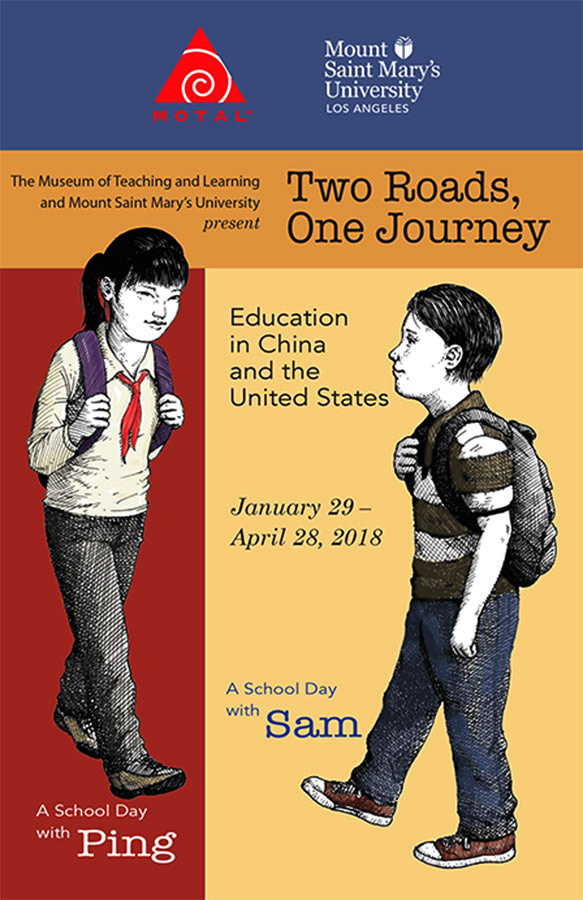 MOTAL™
Mount
Saint Mary's
University
LOS ANGELES
The Museum of Teaching and Learning
and Mount Saint Mary's University
present
Two Roads,
One Journey
Education
in China
and the
United States
January 29 –
April 28, 2018
A School Day
with Sam
A School Day
with Ping